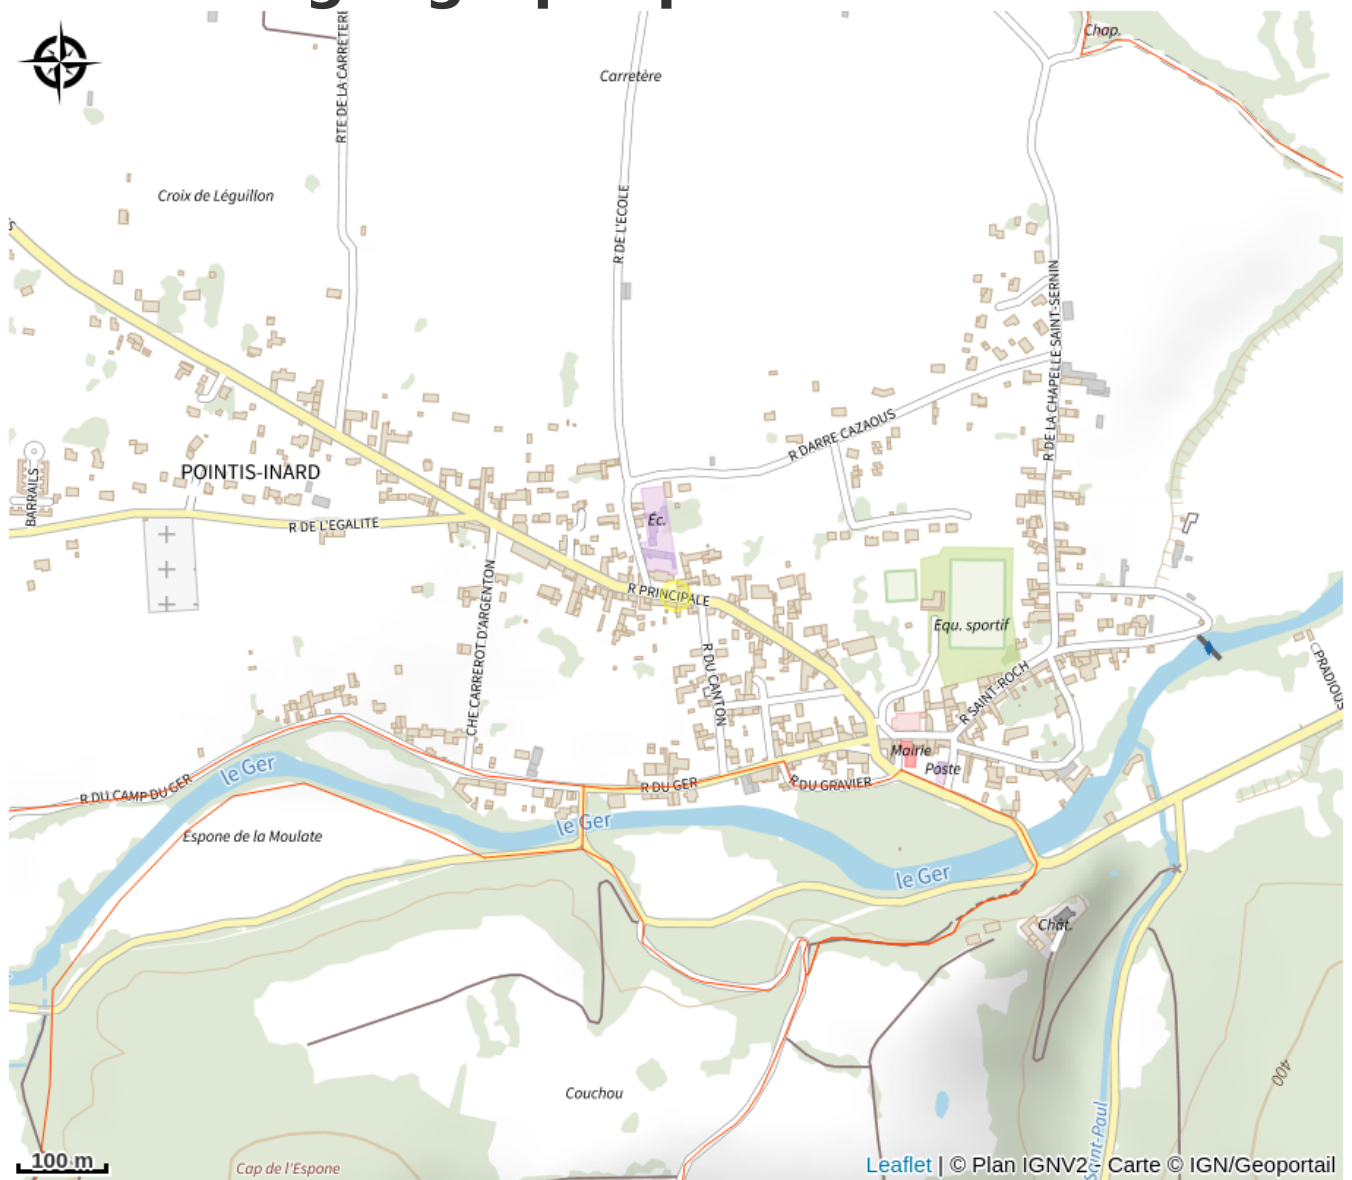 Chap.
RTE DE LA CARRETERE
Carretère
Croix de Léguillon
R DE L'ECOLE
R DE LA CHAPELLE SAINT-SERNIN
R DARRE CAZAOUS
POINTIS-INARD
BARRAILS
R DE L'EGALITE
Éc.
CHE CARREROT D'ARGENTON
R PRINCIPALE
Equ. sportif
R DU CANTON
R SAINT-ROCH
PRADIOUS
Mairie
Poste
le Ger
R DU CAMP DU GER
R DU GER
R DU GRAVIER
le Ger
Espone de la Moulate
le Ger
Chât.
Couchou
400
Saint-Paul
Cap de l'Espone
100 m
Leaflet | © Plan IGNV2 - Carte © IGN/Geoportail